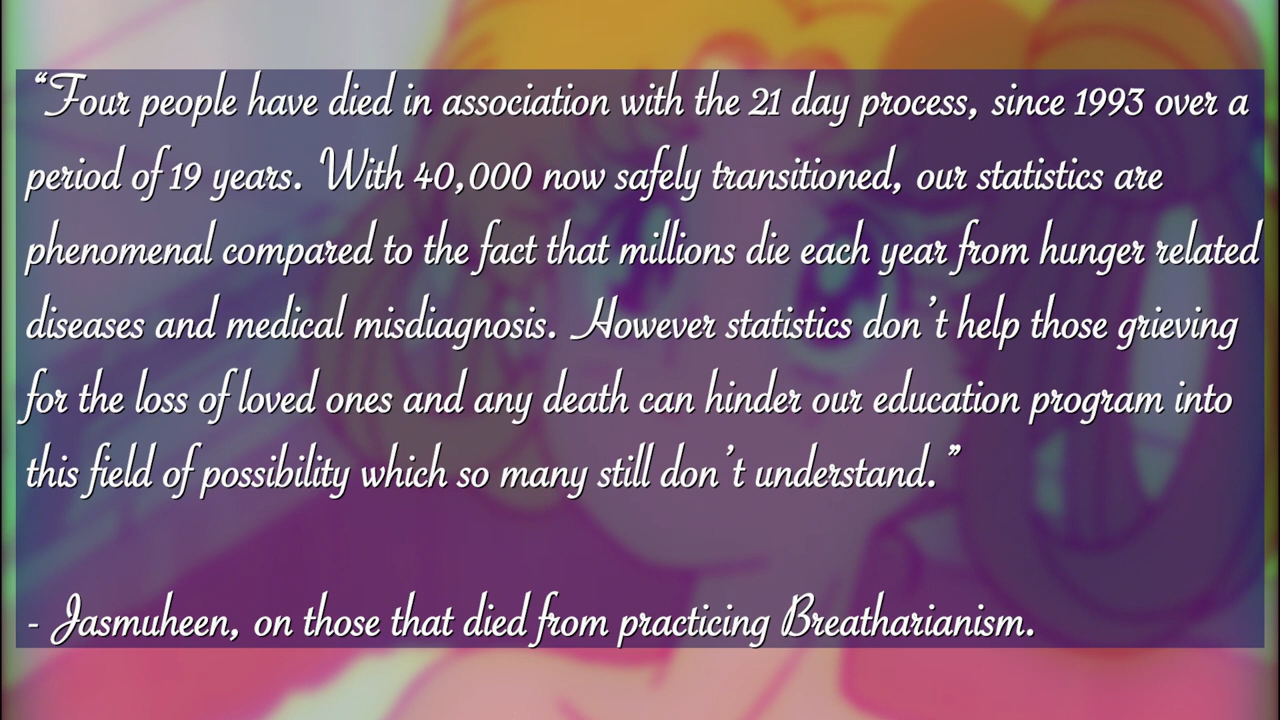 “Four people have died in association with the 21 day process, since 1993 over a
period of 19 years. With 40,000 now safely transitioned, our statistics are
phenomenal compared to the fact that millions die each year from hunger related
diseases and medical misdiagnosis. However statistics don’t help those grieving
for the loss of loved ones and any death can hinder our education program into
this field of possibility which so many still don’t understand.”
- Jasmuheen, on those that died from practicing Breatharianism.